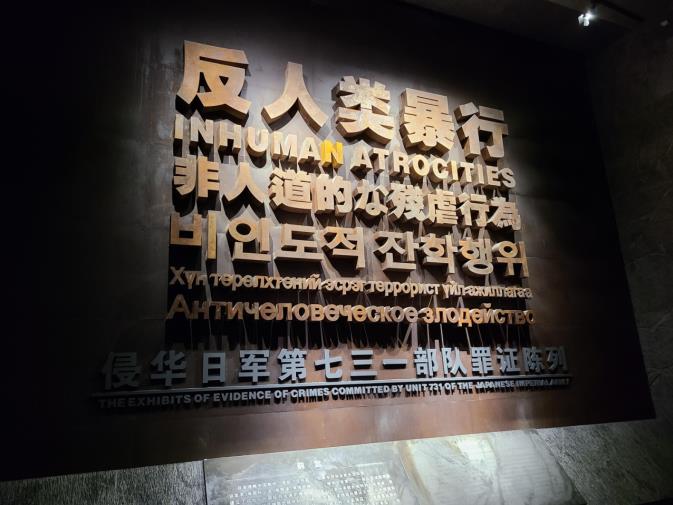 反人类暴行
INHUMAN ATROCITIES
非人道的な残虐行為
비인도적 잔학행위
Хүн төрөлхтөний эсрэг террорист үйл ажиллагаа
Античеловеческое злодейство
侵华日军第七三一部队罪证陈列
THE EXHIBITS OF EVIDENCE OF CRIMES COMMITTED BY UNIT 731 OF THE JAPANESE IMPERIAL ARMY